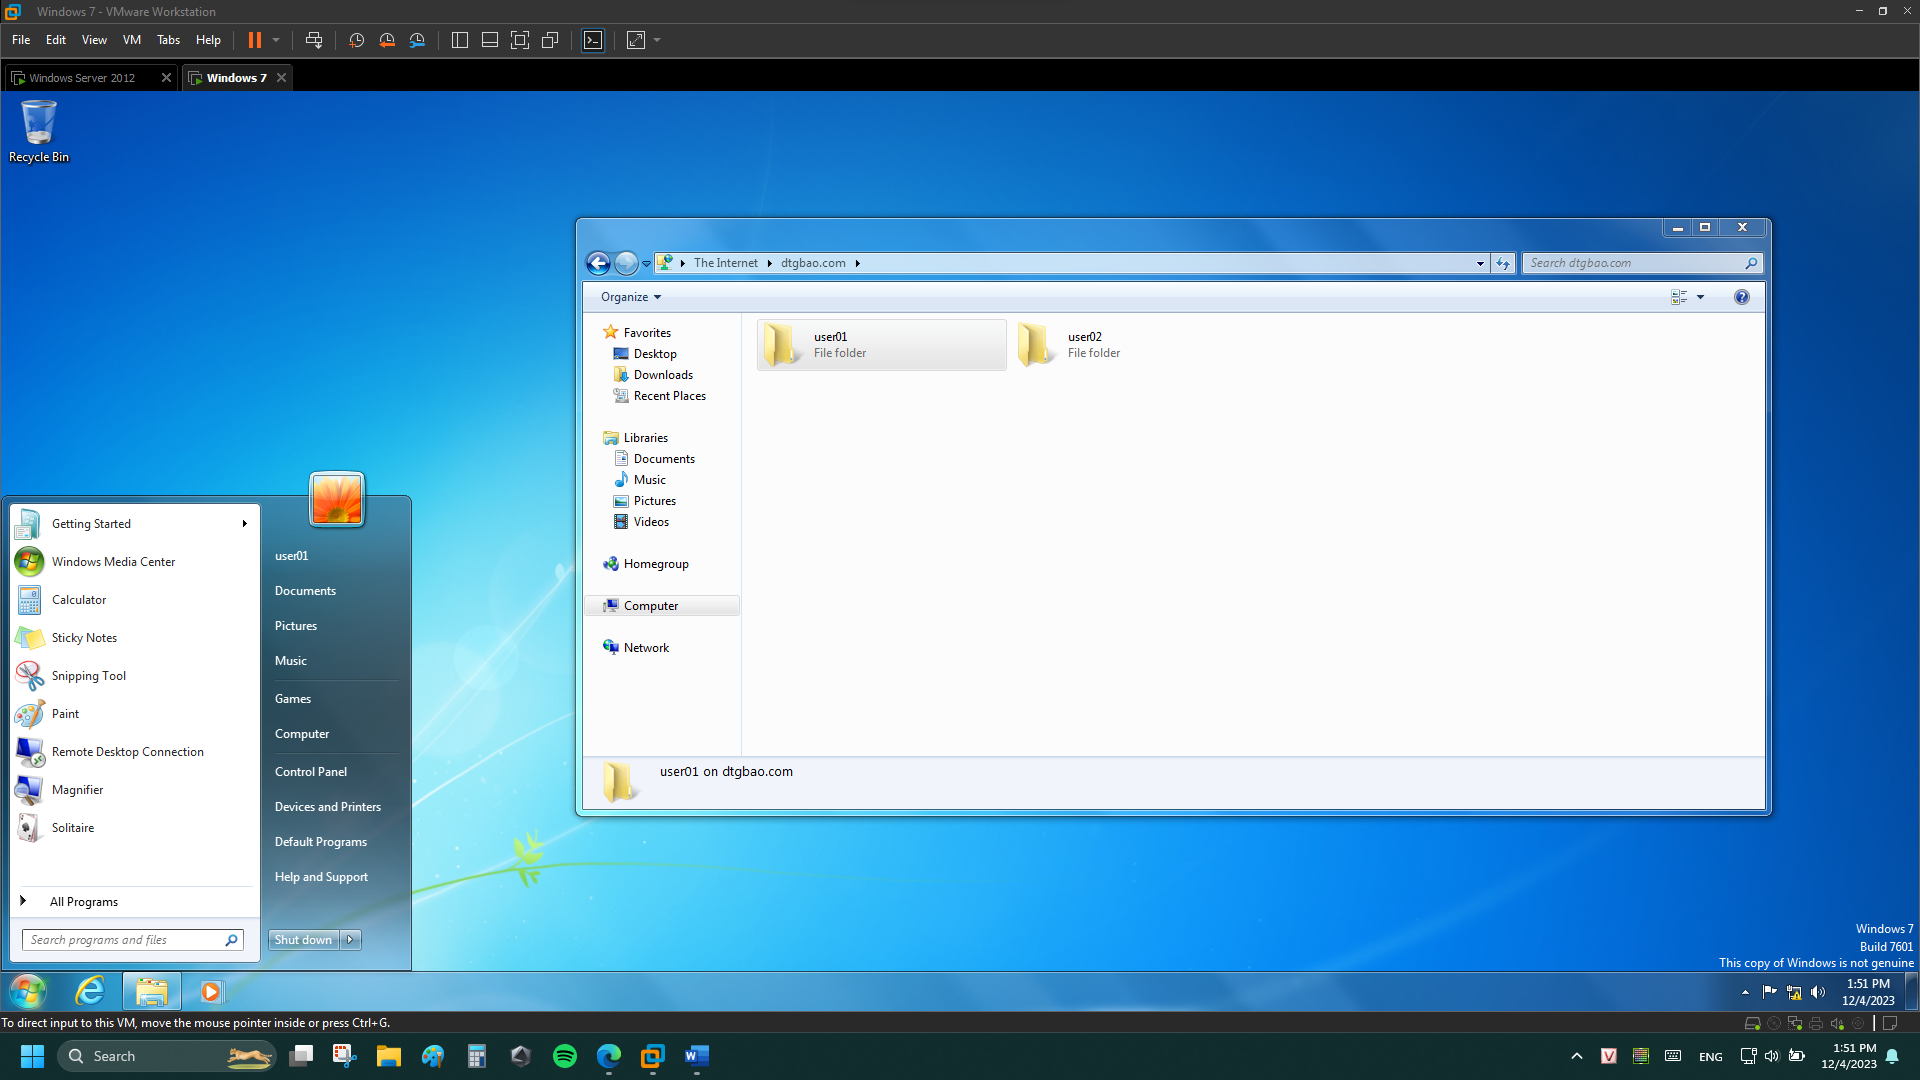 Windows 7 - VMware Workstation
File Edit View VM Tabs Help
Windows Server 2012
Windows 7
Recycle Bin
The Internet
dtgbao.com
Search dtgbao.com
Organize
Favorites
Desktop
Downloads
Recent Places
Libraries
Documents
Music
Pictures
Videos
Homegroup
Computer
Network
user01
File folder
user02
File folder
user01 on dtgbao.com
Getting Started
Windows Media Center
Calculator
Sticky Notes
Snipping Tool
Paint
Remote Desktop Connection
Magnifier
Solitaire
All Programs
Search programs and files
user01
Documents
Pictures
Music
Games
Computer
Control Panel
Devices and Printers
Default Programs
Help and Support
Shut down
Windows 7
Build 7601
This copy of Windows is not genuine
1:51 PM
12/4/2023
To direct input to this VM, move the mouse pointer inside or press Ctrl+G.
Search
ENG
1:51 PM
12/4/2023